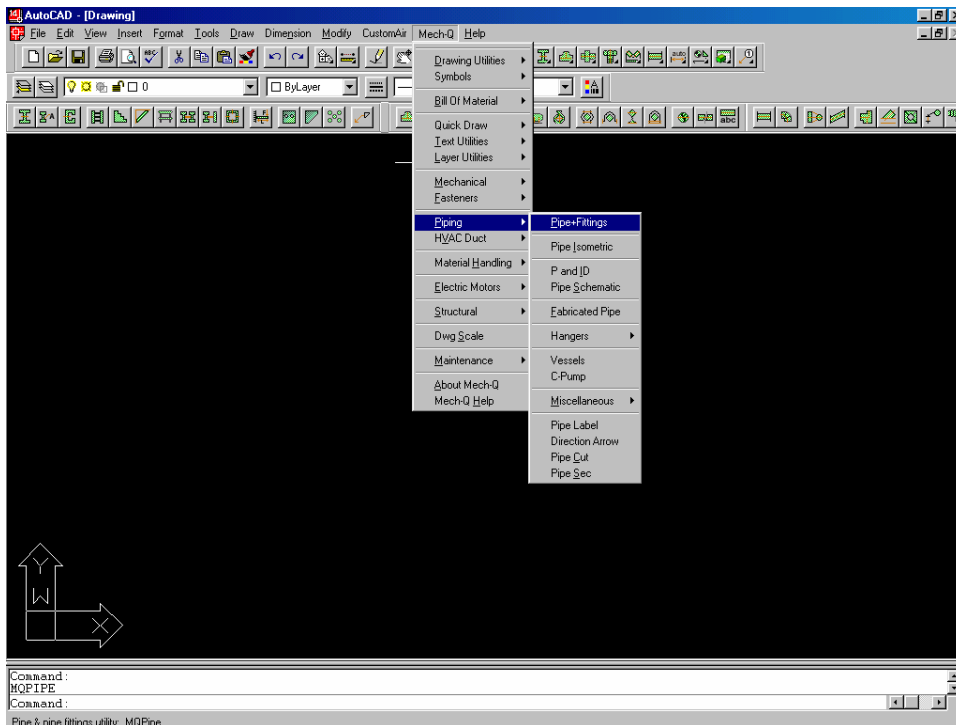 AutoCAD - [Drawing]
File Edit View Insert Format Tools Draw Dimension Modify CustomAir Mech-Q Help
0 ByLayer
abc
auto
Drawing Utilities
Symbols
Bill Of Material
Quick Draw
Text Utilities
Layer Utilities
Mechanical
Fasteners
Piping
HVAC Duct
Material Handling
Electric Motors
Structural
Dwg Scale
Maintenance
About Mech-Q
Mech-Q Help
Pipe+Fittings
Pipe Isometric
P and ID
Pipe Schematic
Fabricated Pipe
Hangers
Vessels
C-Pump
Miscellaneous
Pipe Label
Direction Arrow
Pipe Cut
Pipe Sec
Y
W
X
Command:
MQPIPE
Command:
Pipe & pipe fittings utility: MQPipe